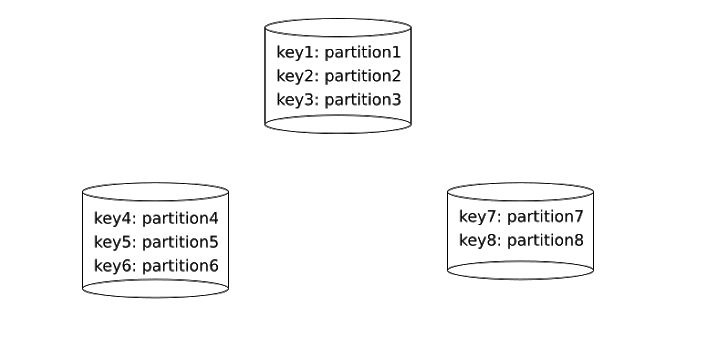 key1: partition1
key2: partition2
key3: partition3
key4: partition4
key5: partition5
key6: partition6
key7: partition7
key8: partition8